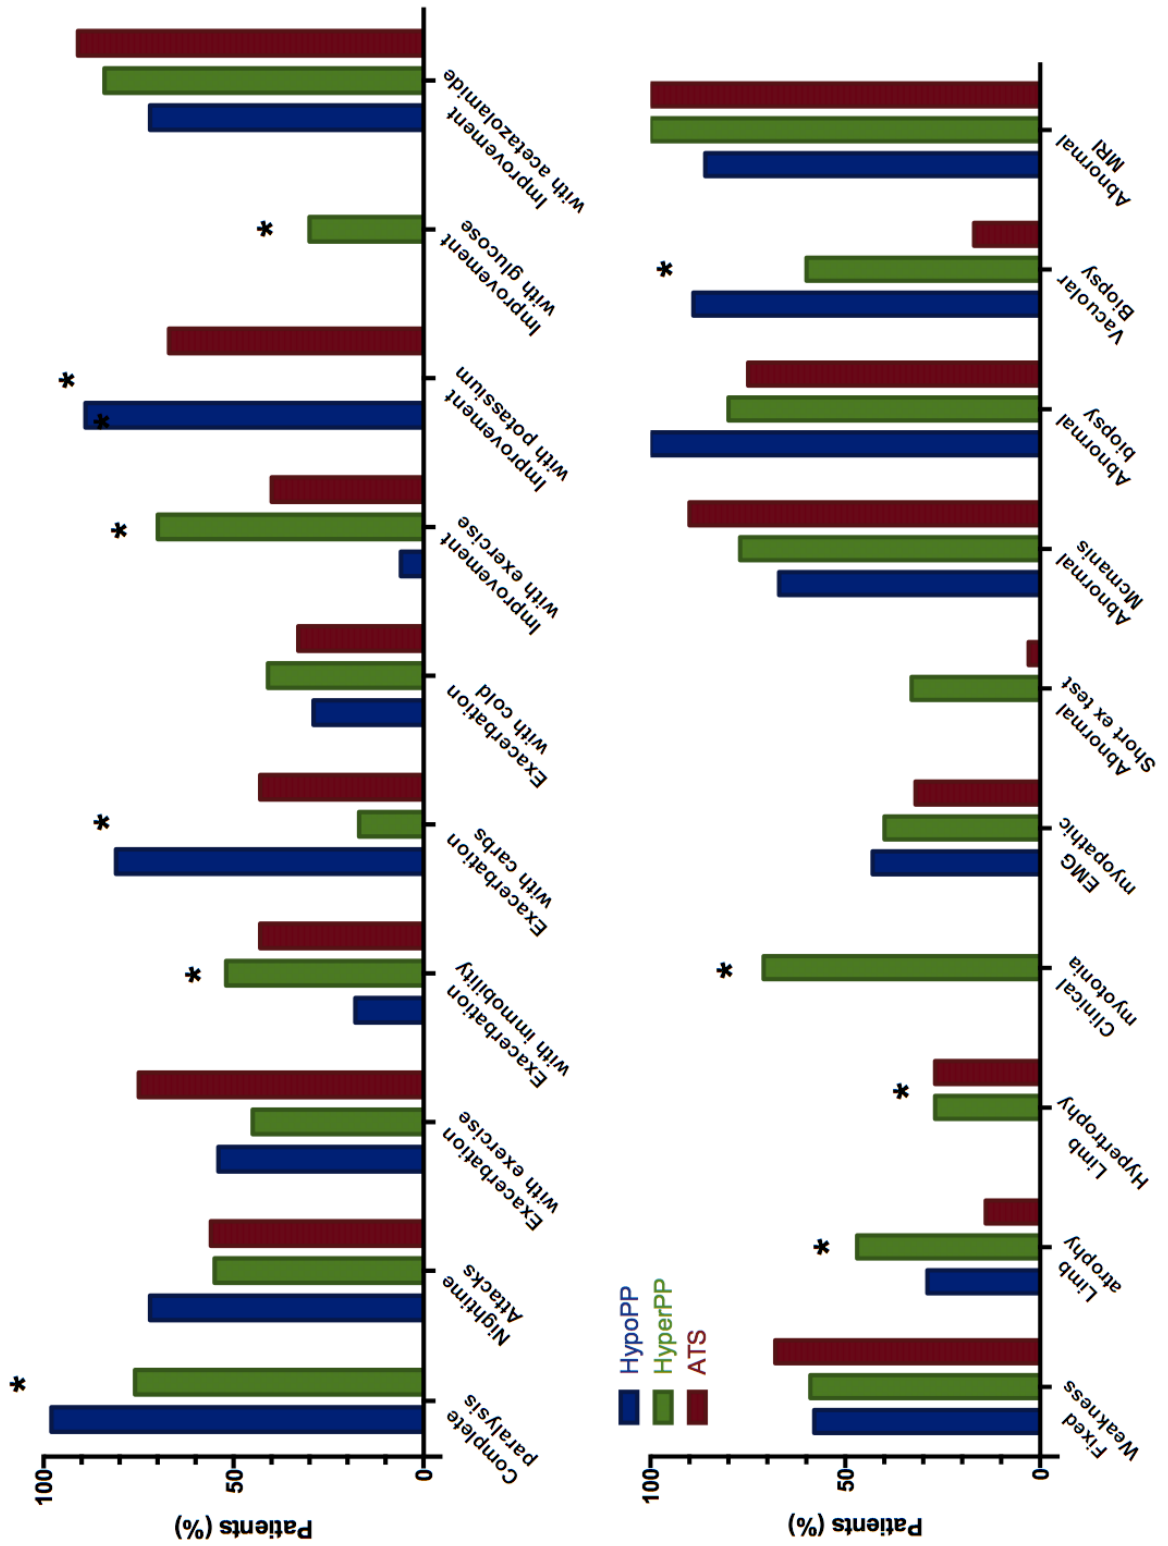 Patients (%)
100
50
0
*
*
*
*
*
*
*
Complete
paralysis
Nightime
Attacks
Exacerbation
with exercise
Exacerbation
with immobility
Exacerbation
with carbs
Exacerbation
with cold
Improvement
with exercise
Improvement
with potassium
Improvement
with glucose
Improvement
with acetazolamide
HypoPP
HyperPP
ATS
Patients (%)
100
50
0
*
*
*
*
Fixed
Weakness
Limb
atrophy
Limb
Hypertrophy
Clinical
myotonia
EMG
myopathic
Abnormal
Short ex test
Abnormal
Mcmanis
Abnormal
biopsy
Vacuolar
Biopsy
Abnormal
MRI